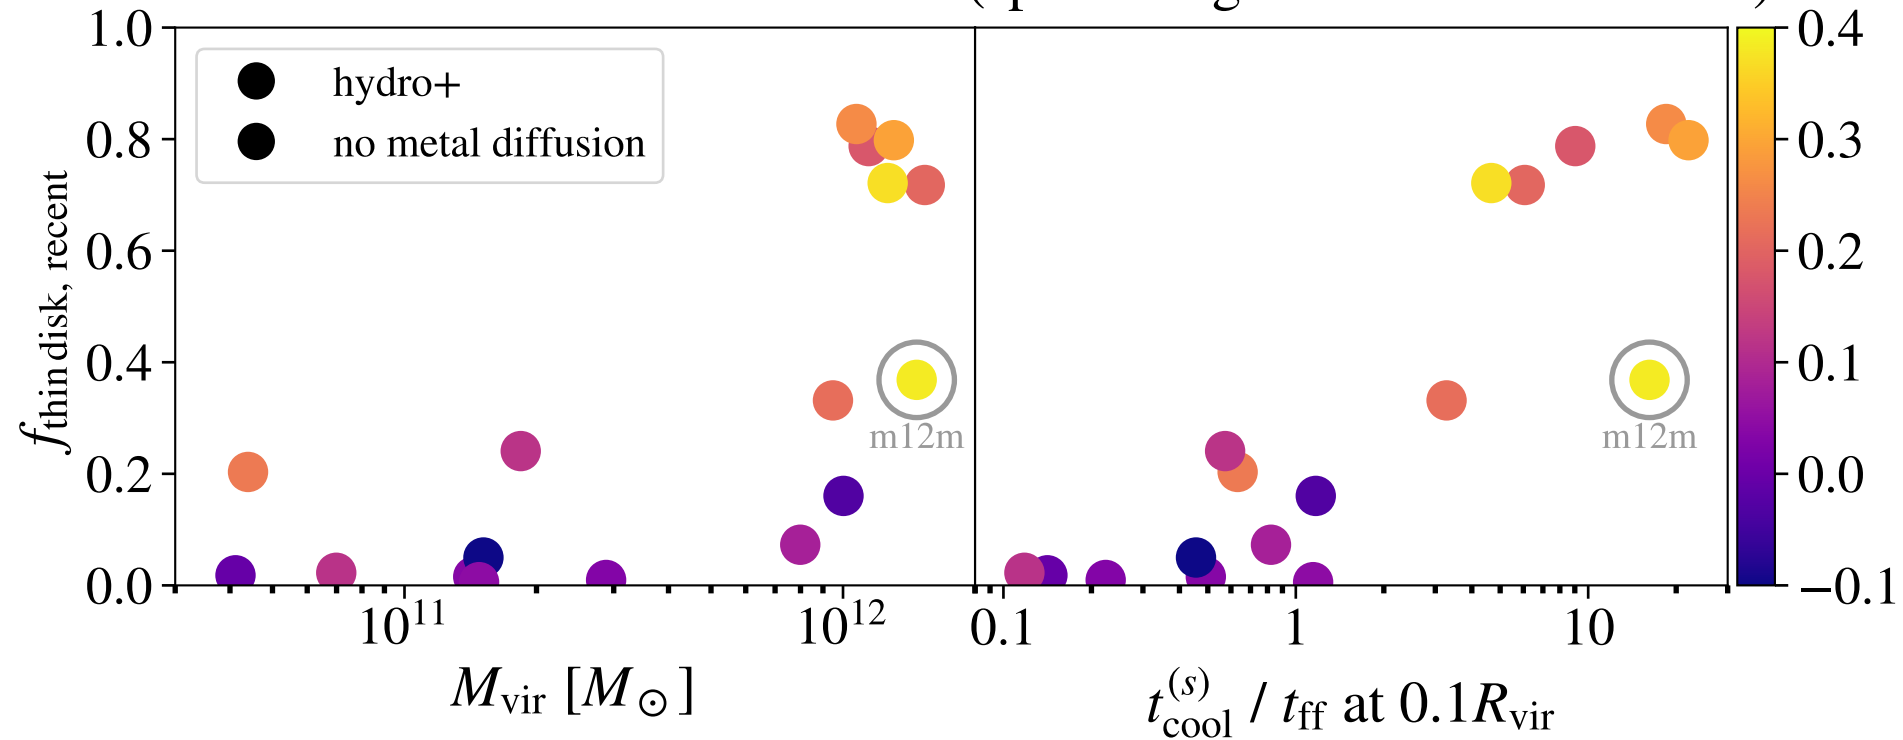 1.0
0.8
0.6
0.4
0.2
0.0
f thin disk, recent
hydro+
no metal diffusion
m12m
10^11
10^12
M_vir [M_⊙]
m12m
0.1
1
10
t_cool^(s) / t_ff at 0.1R_vir
0.4
0.3
0.2
0.1
0.0
−0.1